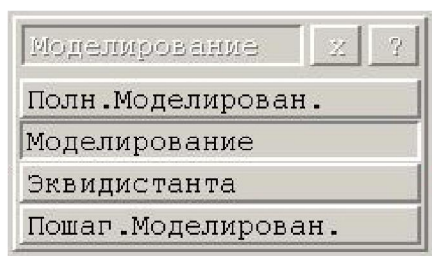 Моделирование x ?
Полн.Моделирован.
Моделирование
Эквидистанта
Пошаг.Моделирован.